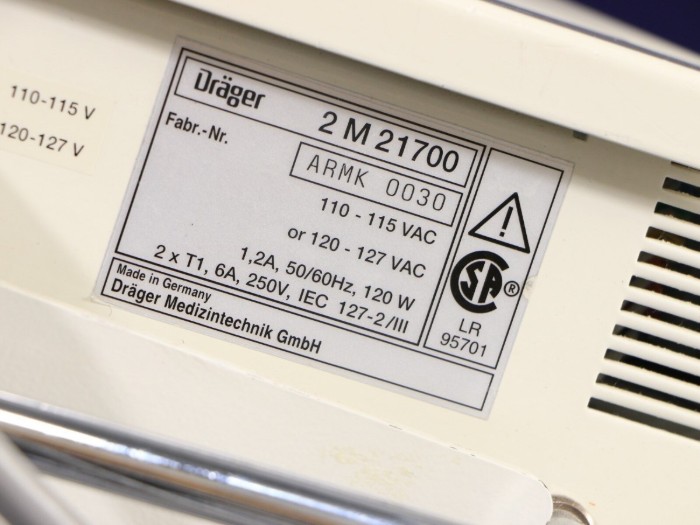 110-115 V
120-127 V
Dräger
2 M 21700
Fabr.-Nr.
ARMK 0030
110 - 115 VAC
or 120 - 127 VAC
1,2A, 50/60Hz, 120 W
2 x T1, 6A, 250V, IEC 127-2/III
Made in Germany
Dräger Medizintechnik GmbH
SA ®
LR
95701